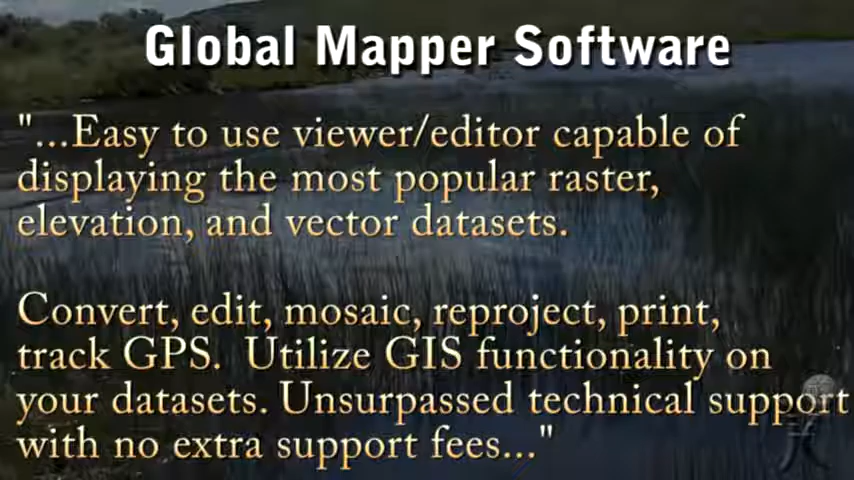 Global Mapper Software
"...Easy to use viewer/editor capable of
displaying the most popular raster,
elevation, and vector datasets.
Convert, edit, mosaic, reproject, print,
track GPS.  Utilize GIS functionality on
your datasets. Unsurpassed technical support
with no extra support fees..."